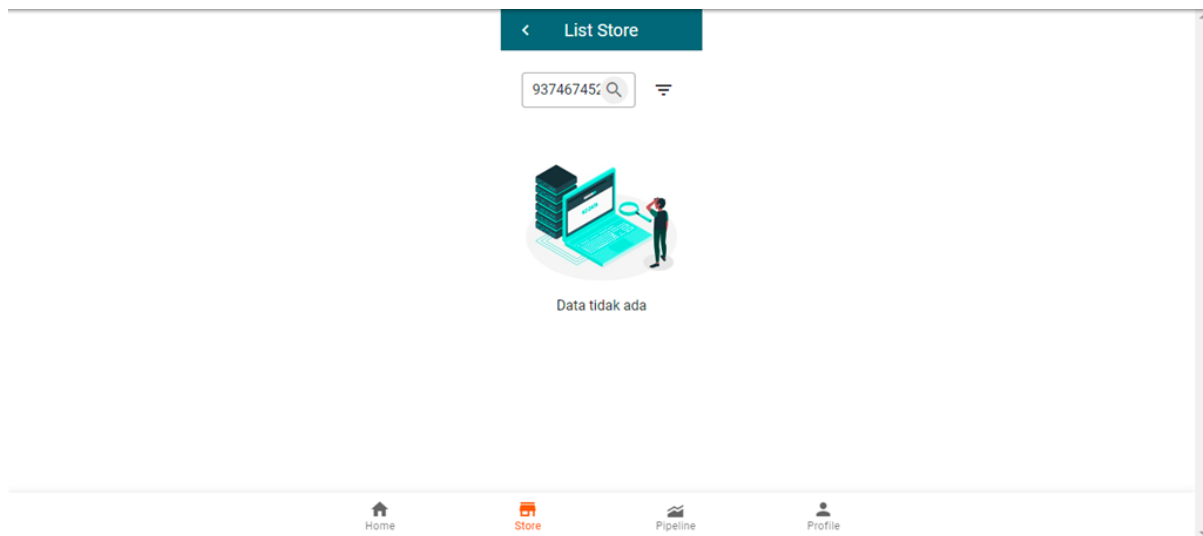 List Store
937467452
Data tidak ada
Home
Store
Pipeline
Profile